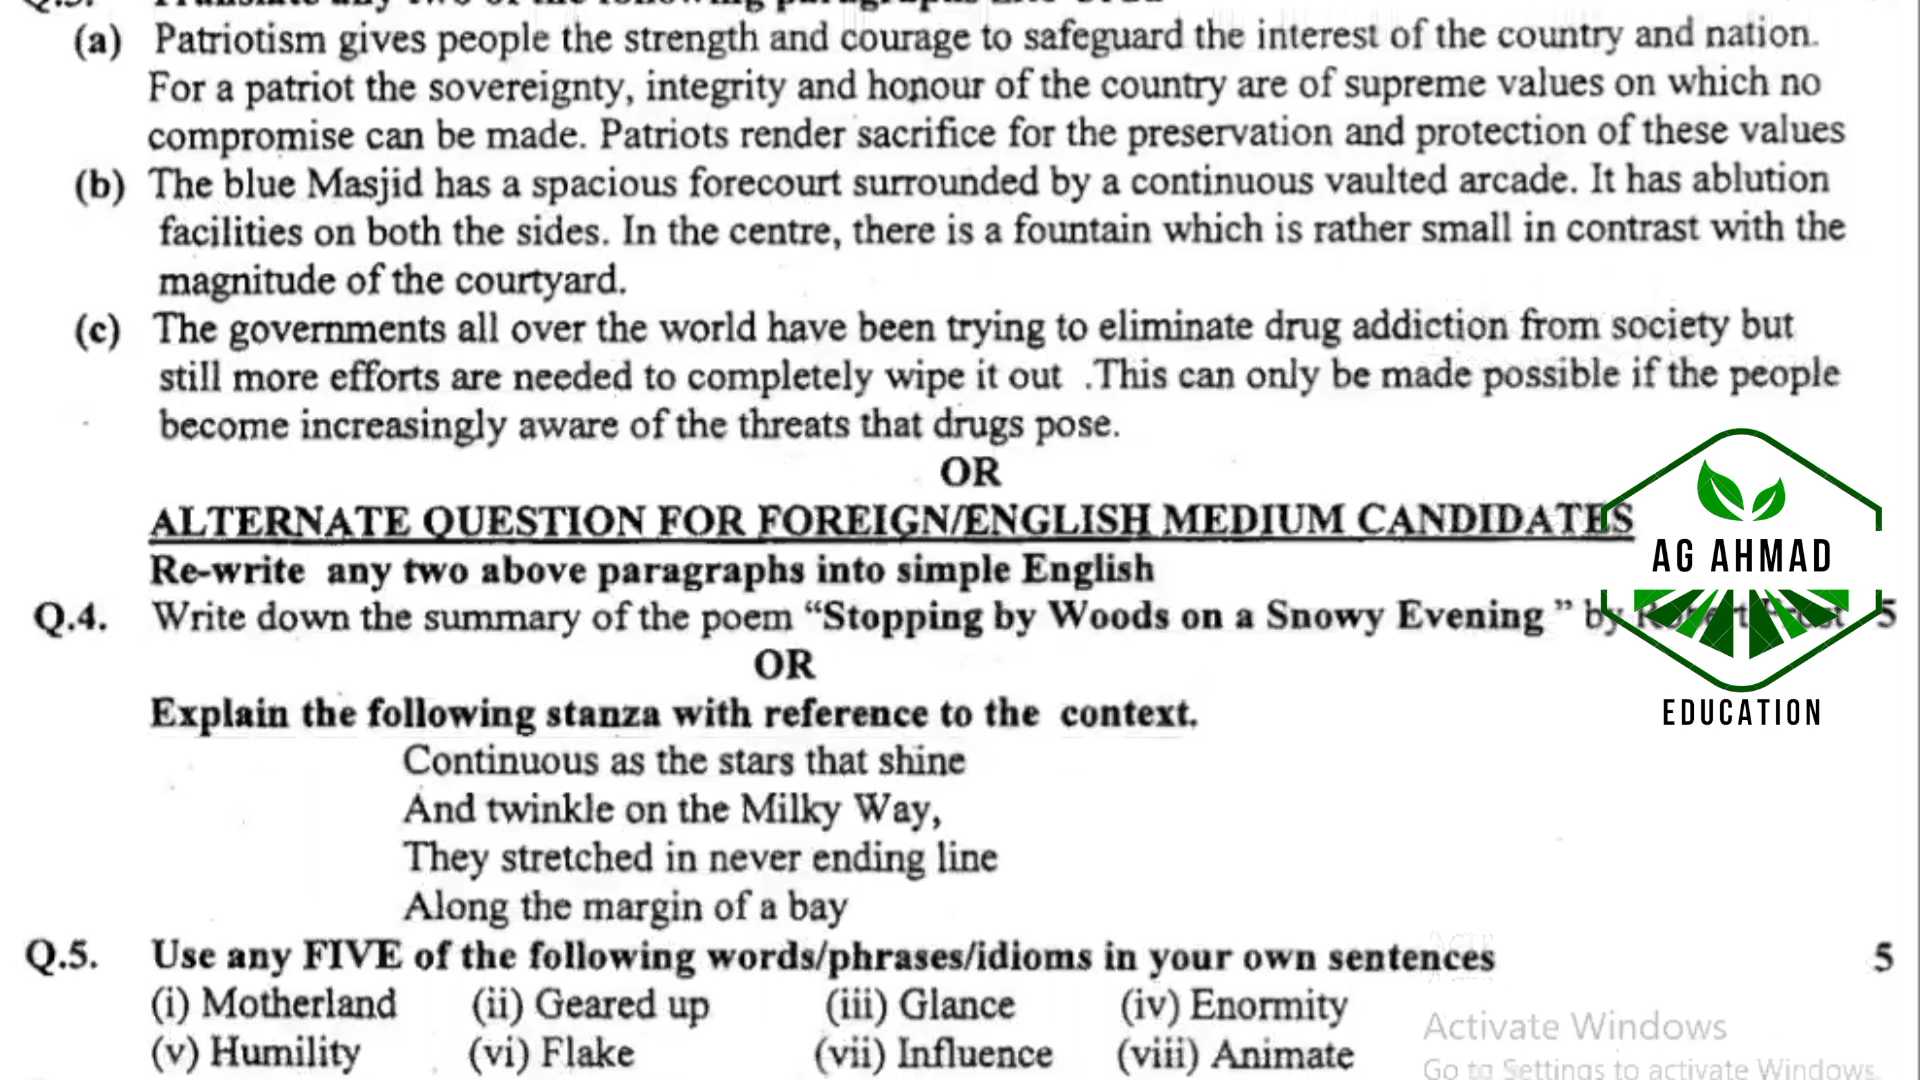 (a) Patriotism gives people the strength and courage to safeguard the interest of the country and nation.
For a patriot the sovereignty, integrity and honour of the country are of supreme values on which no
compromise can be made. Patriots render sacrifice for the preservation and protection of these values
(b) The blue Masjid has a spacious forecourt surrounded by a continuous vaulted arcade. It has ablution
facilities on both the sides. In the centre, there is a fountain which is rather small in contrast with the
magnitude of the courtyard.
(c) The governments all over the world have been trying to eliminate drug addiction from society but
still more efforts are needed to completely wipe it out .This can only be made possible if the people
become increasingly aware of the threats that drugs pose.
OR
ALTERNATE QUESTION FOR FOREIGN/ENGLISH MEDIUM CANDIDATES
Re-write any two above paragraphs into simple English
Q.4. Write down the summary of the poem “Stopping by Woods on a Snowy Evening ” by 5
OR
Explain the following stanza with reference to the context.
Continuous as the stars that shine
And twinkle on the Milky Way,
They stretched in never ending line
Along the margin of a bay
Q.5. Use any FIVE of the following words/phrases/idioms in your own sentences 5
(i) Motherland (ii) Geared up (iii) Glance (iv) Enormity
(v) Humility (vi) Flake (vii) Influence (viii) Animate
AG AHMAD
EDUCATION
Activate Windows
Go to Settings to activate Windows.